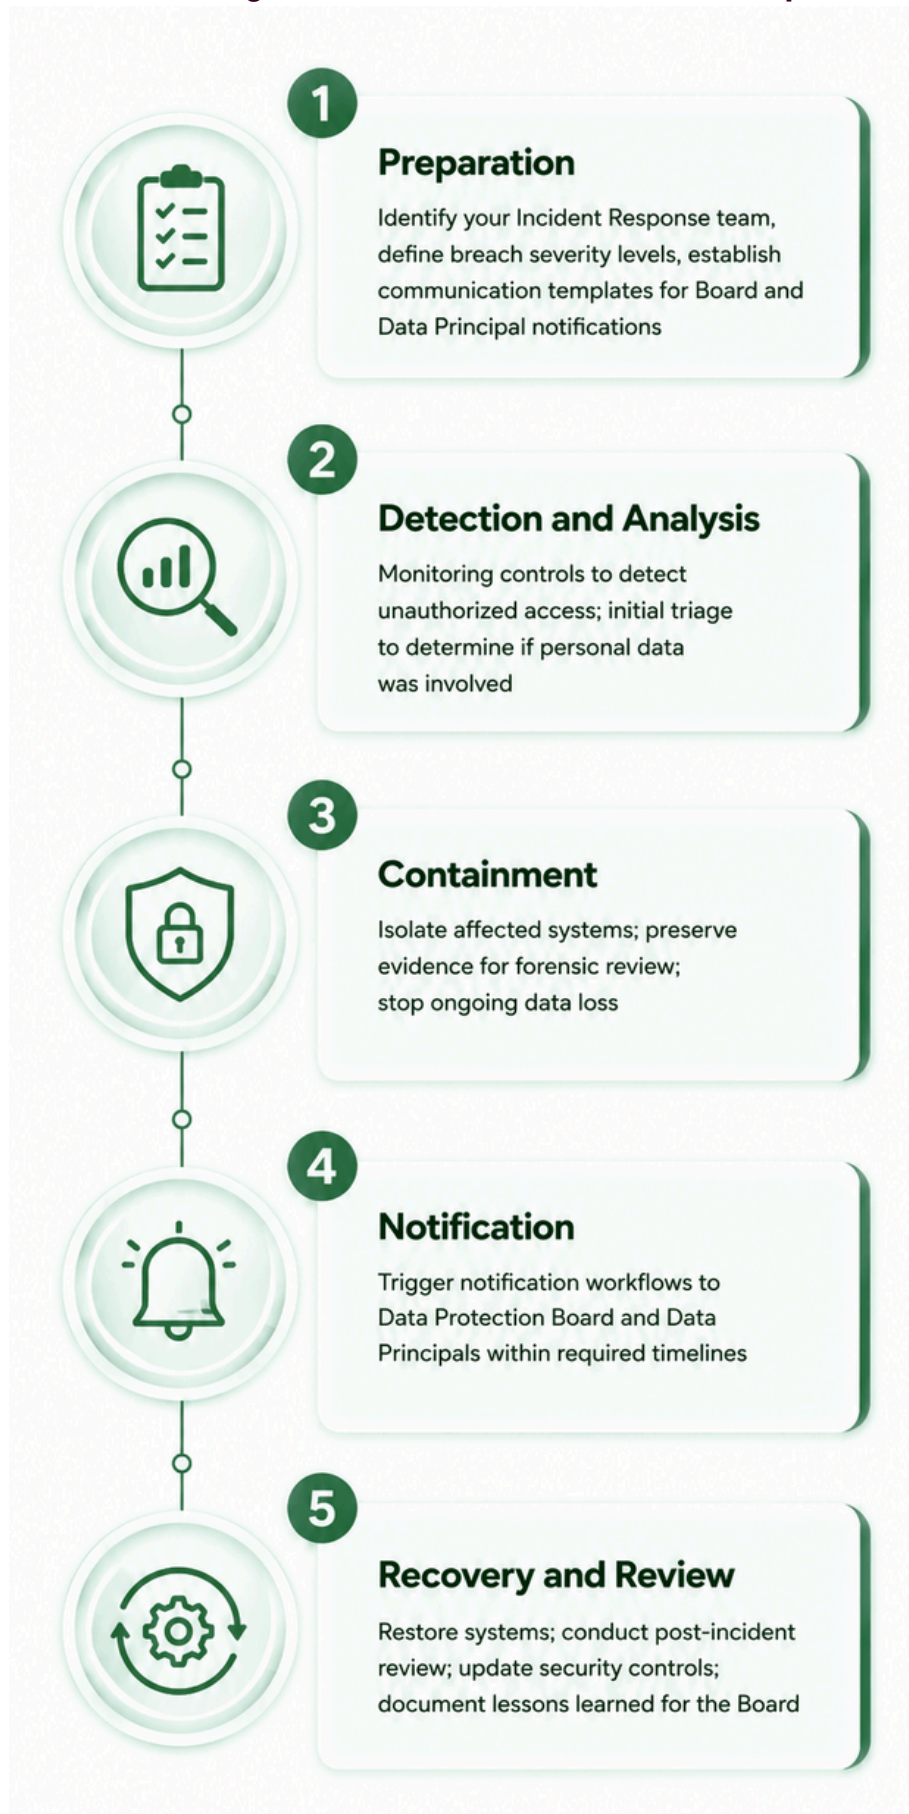 1
Preparation
Identify your Incident Response team,
define breach severity levels, establish
communication templates for Board and
Data Principal notifications
2
Detection and Analysis
Monitoring controls to detect
unauthorized access; initial triage
to determine if personal data
was involved
3
Containment
Isolate affected systems; preserve
evidence for forensic review;
stop ongoing data loss
4
Notification
Trigger notification workflows to
Data Protection Board and Data
Principals within required timelines
5
Recovery and Review
Restore systems; conduct post-incident
review; update security controls;
document lessons learned for the Board